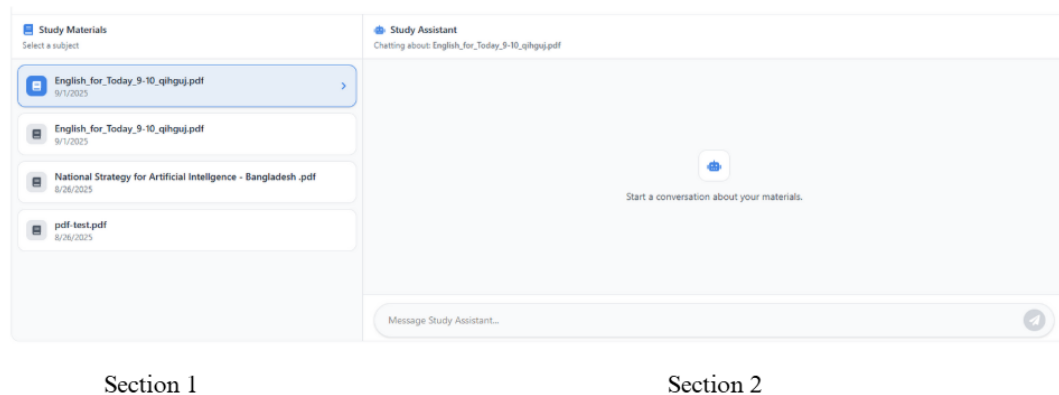 Study Materials
Select a subject
English_for_Today_9-10_qihguj.pdf
9/1/2025
English_for_Today_9-10_qihguj.pdf
9/1/2025
National Strategy for Artificial Intellgence - Bangladesh .pdf
8/26/2025
pdf-test.pdf
8/26/2025
Study Assistant
Chatting about: English_for_Today_9-10_qihguj.pdf
Start a conversation about your materials.
Message Study Assistant...
Section 1
Section 2